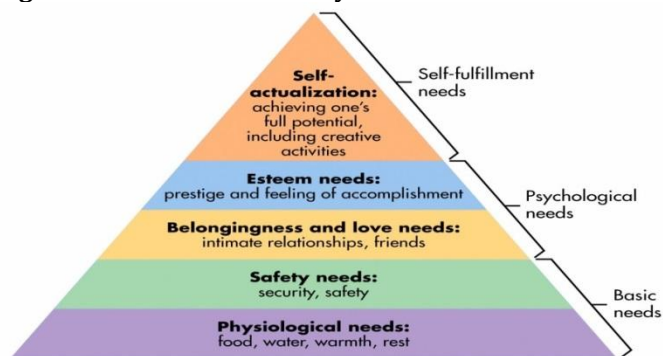 Self-
actualization:
achieving one's
full potential,
including creative
activities
Esteem needs:
prestige and feeling of accomplishment
Belongingness and love needs:
intimate relationships, friends
Safety needs:
security, safety
Physiological needs:
food, water, warmth, rest
Self-fulfillment
needs
Psychological
needs
Basic
needs